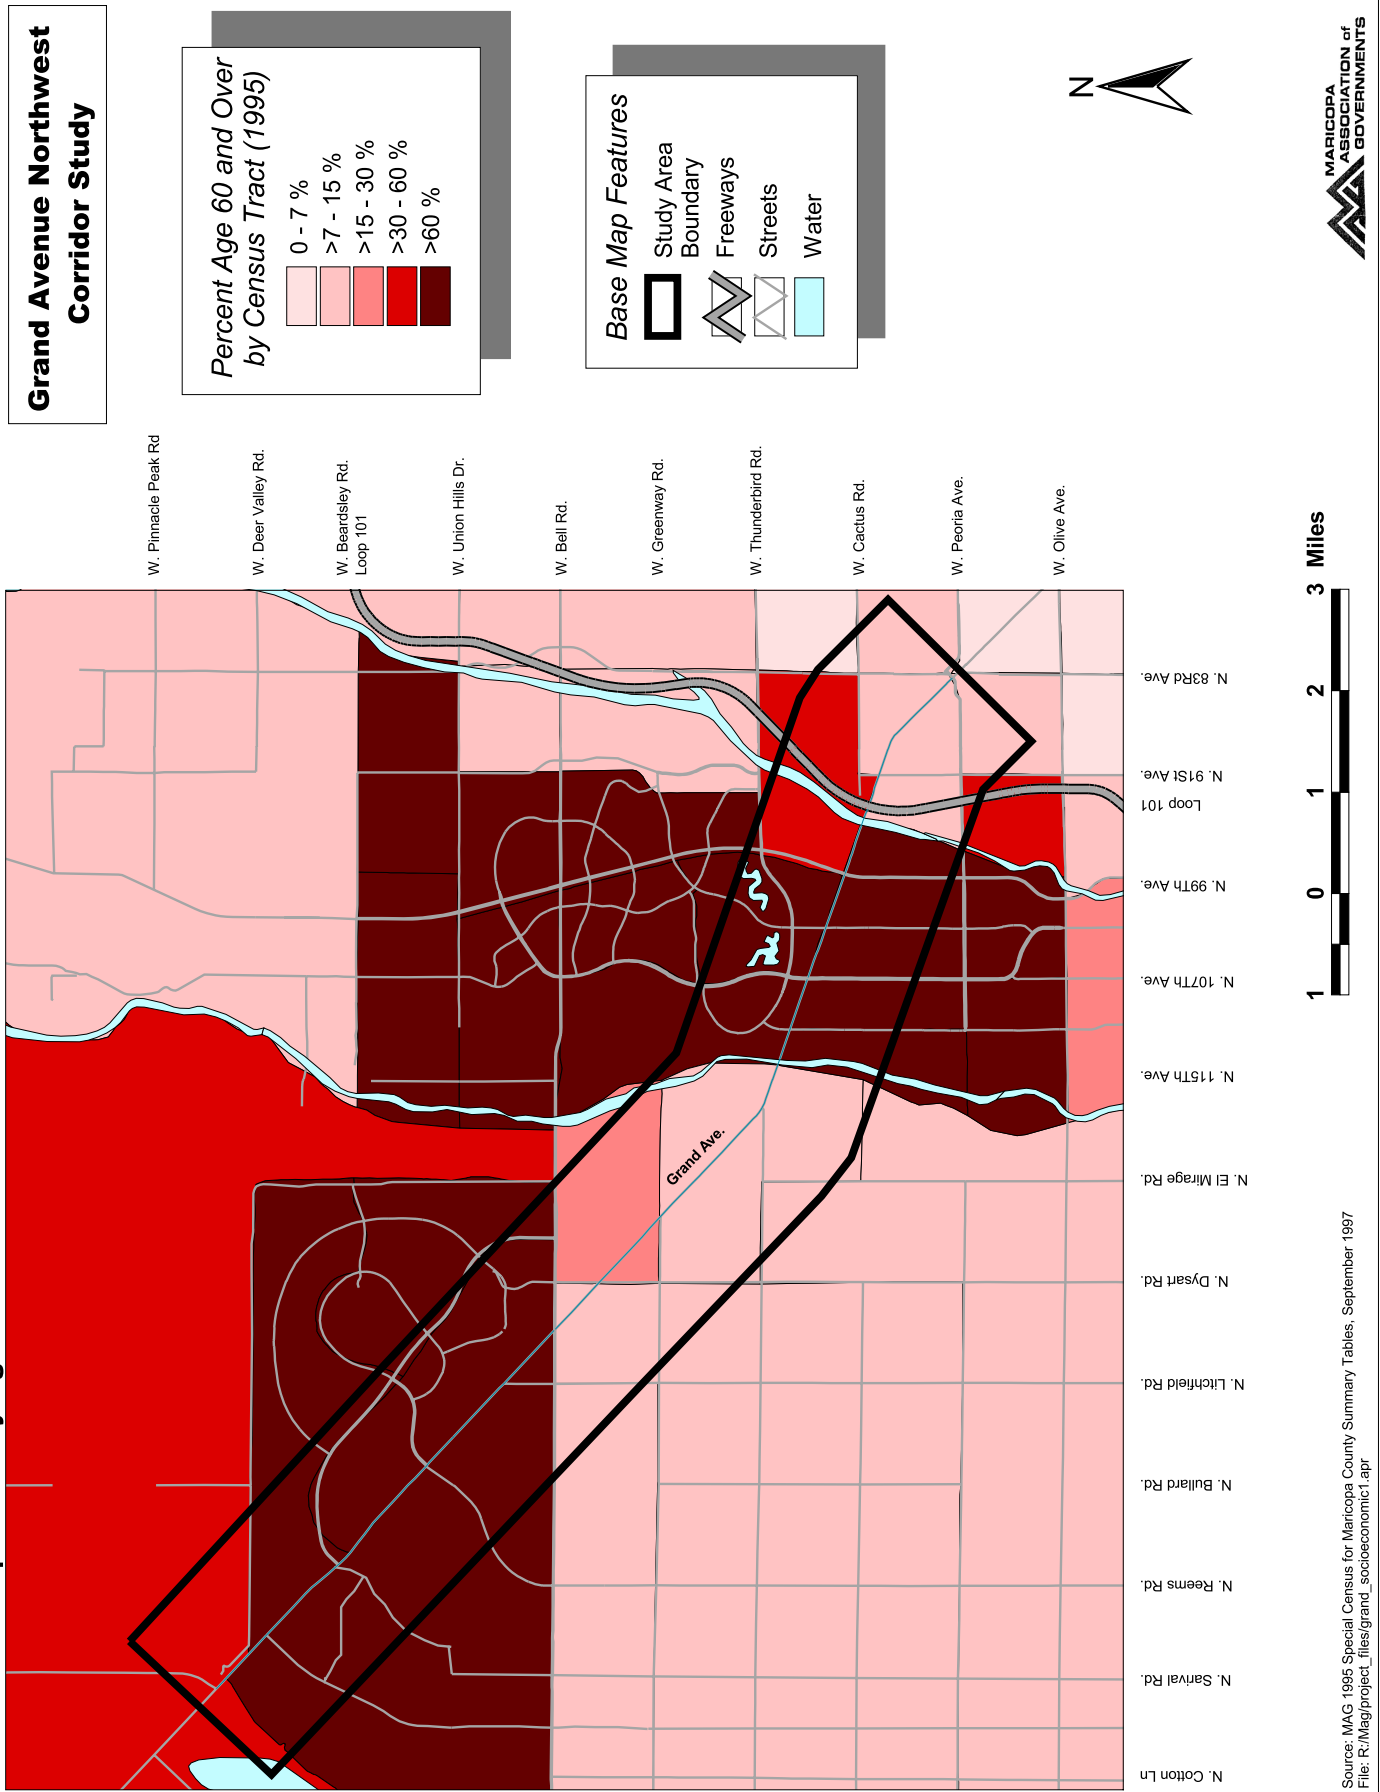 Grand Avenue Northwest
Corridor Study
Percent Age 60 and Over
by Census Tract (1995)
0 - 7 %
>7 - 15 %
>15 - 30 %
>30 - 60 %
>60 %
Base Map Features
Study Area
Boundary
Freeways
Streets
Water
N
W. Pinnacle Peak Rd
W. Deer Valley Rd.
W. Beardsley Rd.
Loop 101
W. Union Hills Dr.
W. Bell Rd.
W. Greenway Rd.
W. Thunderbird Rd.
W. Cactus Rd.
W. Peoria Ave.
W. Olive Ave.
Grand Ave.
N. Cotton Ln
N. Sarival Rd.
N. Reems Rd.
N. Bullard Rd.
N. Litchfield Rd.
N. Dysart Rd.
N. El Mirage Rd.
N. 115Th Ave.
N. 107Th Ave.
N. 99Th Ave.
Loop 101
N. 91St Ave.
N. 83Rd Ave.
1 0 1 2 3 Miles
MARICOPA
ASSOCIATION of
GOVERNMENTS
Source: MAG 1995 Special Census for Maricopa County Summary Tables, September 1997
File: R:/Mag/project_files/grand_socioeconomic1.apr